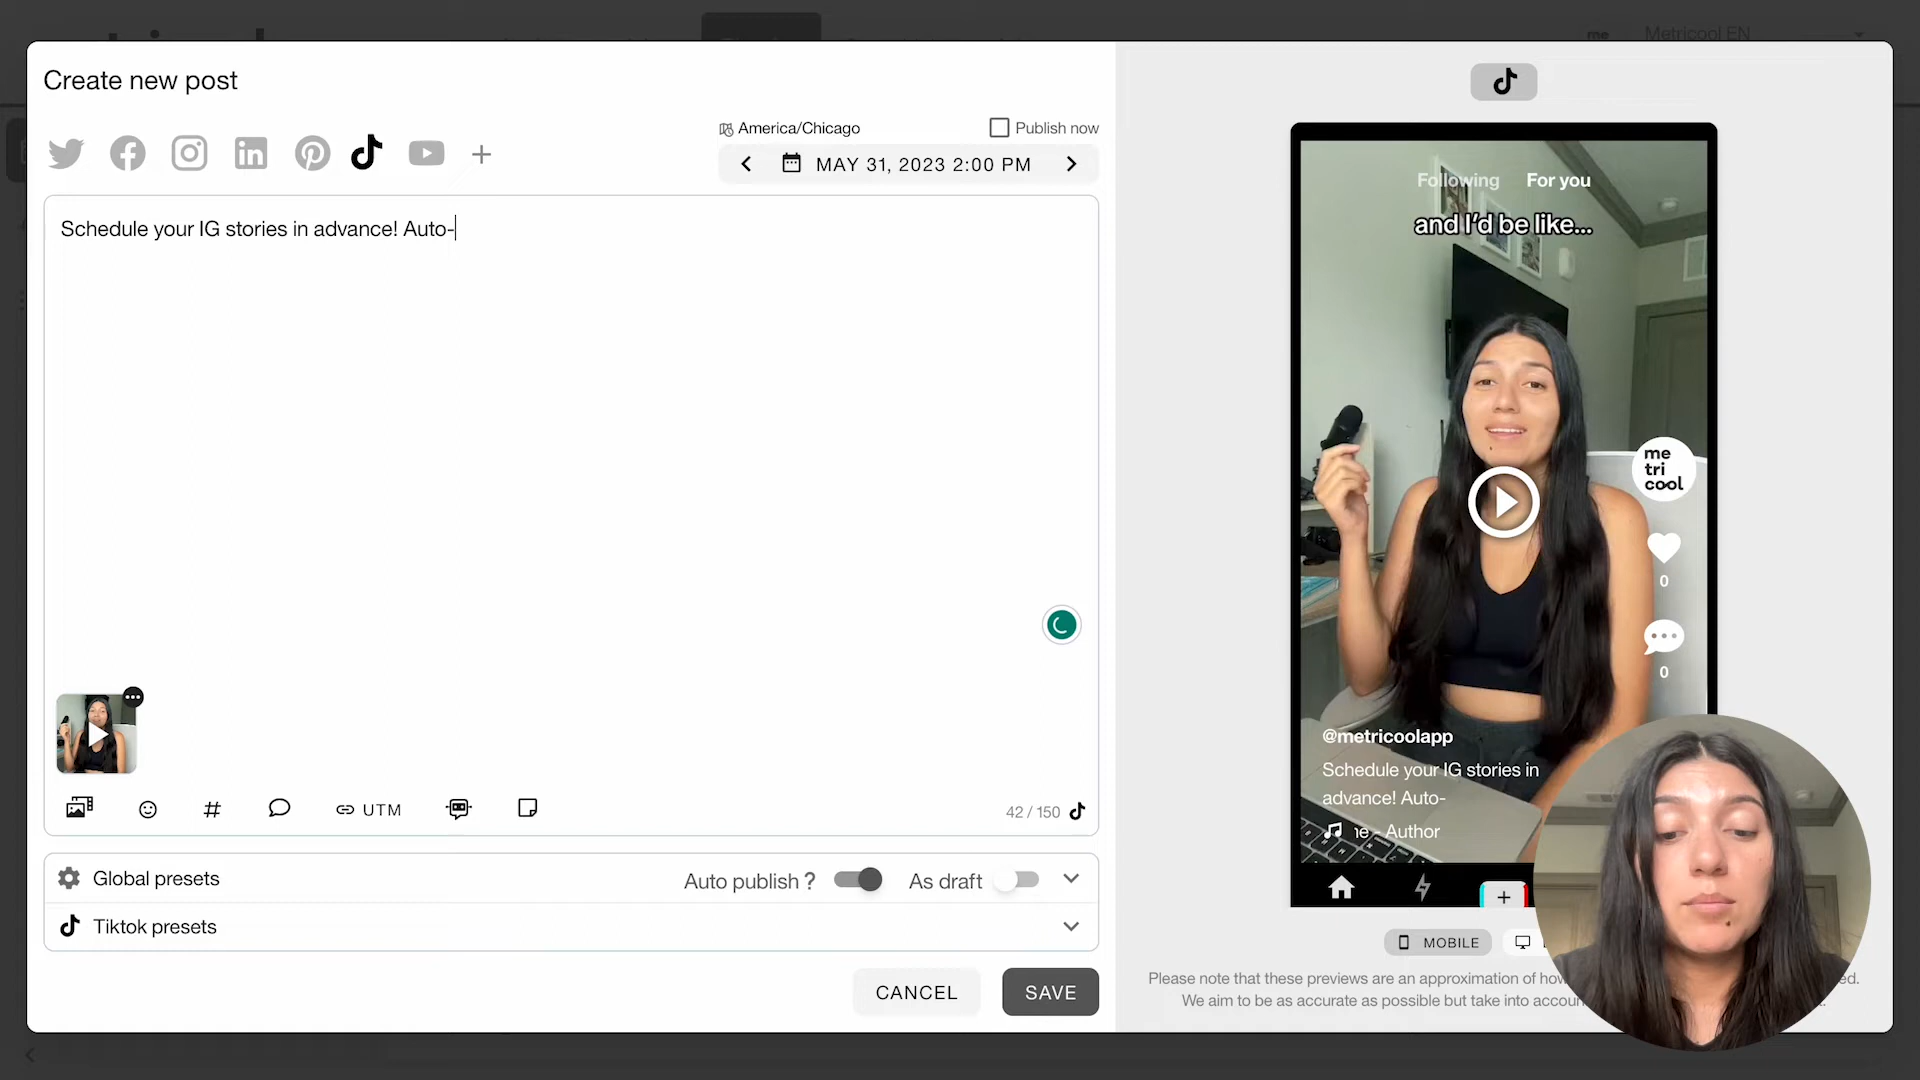 Metricool EN
Create new post
America/Chicago
Publish now
MAY 31, 2023 2:00 PM
Schedule your IG stories in advance! Auto-
UTM
42 / 150
Global presets
Auto publish ?
As draft
Tiktok presets
CANCEL
SAVE
Following
For you
and I'd be like...
me
tri
cool
0
0
@metricoolapp
Schedule your IG stories in
advance! Auto-
Author
MOBILE
Please note that these previews are an approximation of how
We aim to be as accurate as possible but take into